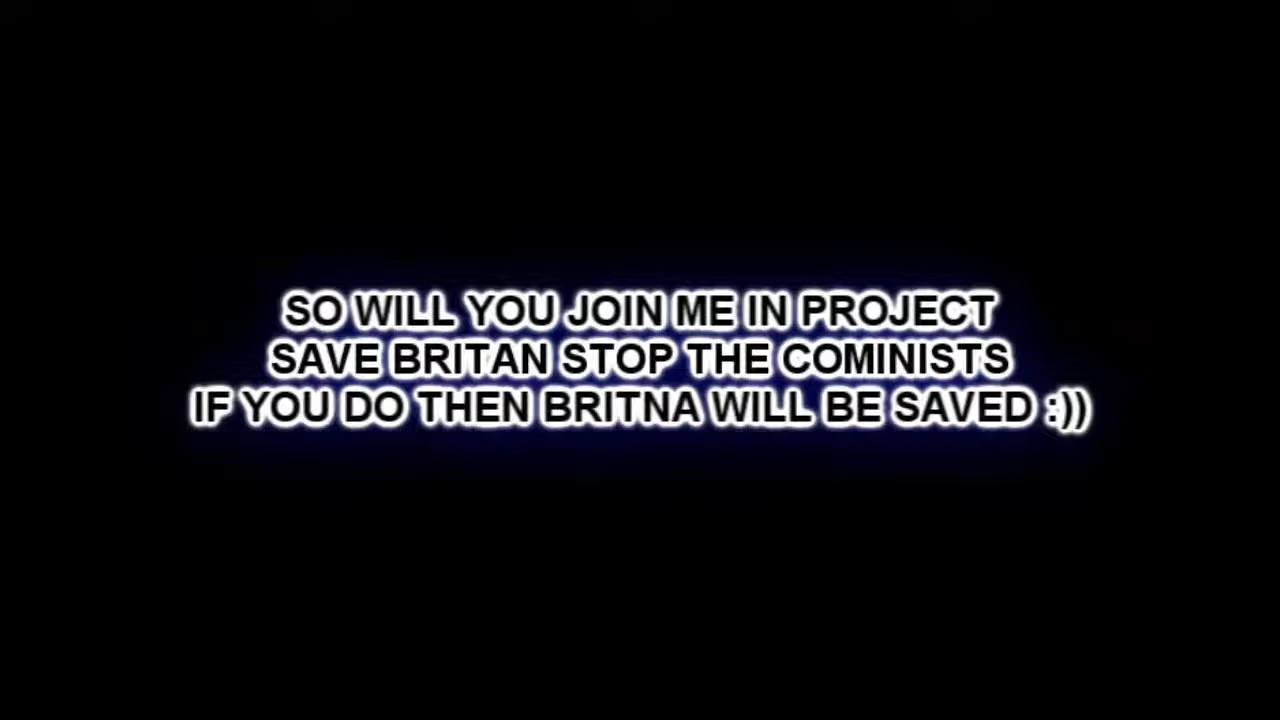 SO WILL YOU JOIN ME IN PROJECT
SAVE BRITAN STOP THE COMINISTS
IF YOU DO THEN BRITNA WILL BE SAVED :))